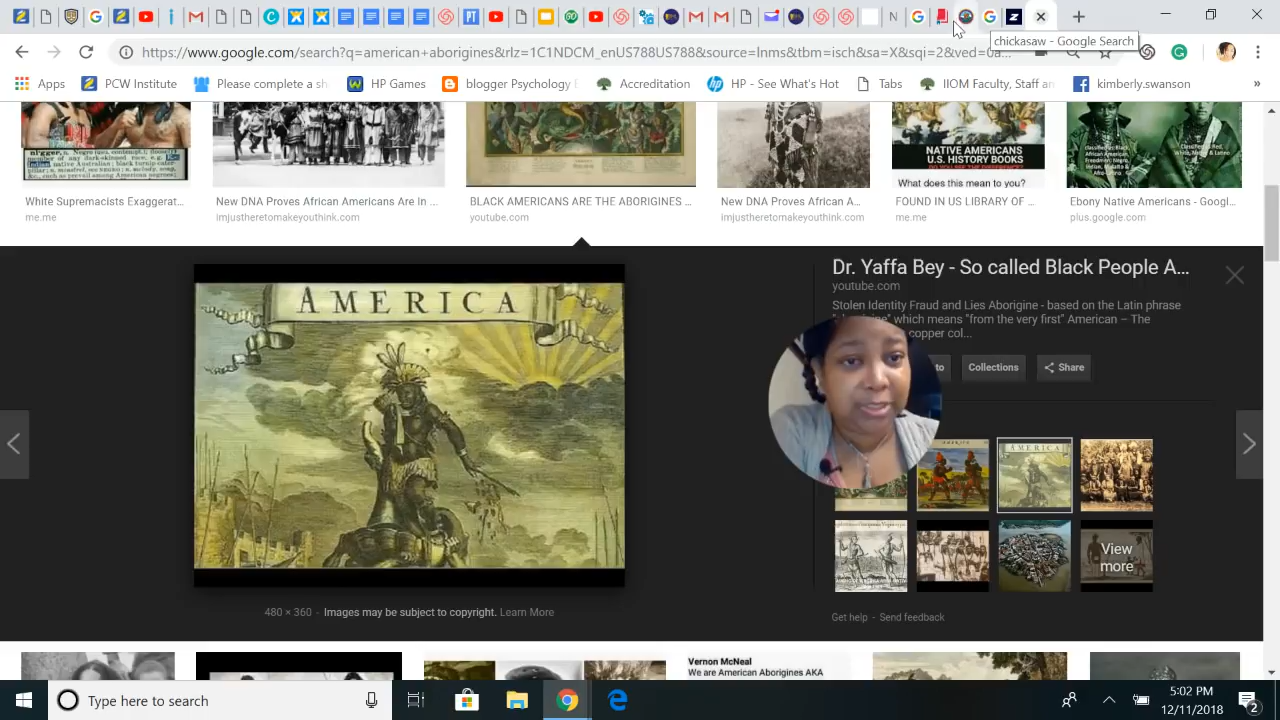 chickasaw - Google Search
https://www.google.com/search?q=american+aborigines&rlz=1C1NDCM_enUS788US788&source=lnms&tbm=isch&sa=X&sqi=2&ved=0a...
Apps
PCW Institute
Please complete a sh
HP Games
blogger Psychology
Accreditation
HP - See What's Hot
Tabs
IIOM Faculty, Staf ar
kimberly.swanson
»
NATIVE AMERICANS
U.S. HISTORY BOOKS
What does this mean to you?
White Supremacists Exaggerat...
me.me
New DNA Proves African Americans Are In ...
imjustheretomakeyouthink.com
BLACK AMERICANS ARE THE ABORIGINES ...
youtube.com
New DNA Proves African A...
imjustheretomakeyouthink.com
FOUND IN US LIBRARY OF ...
me.me
Ebony Native Americans - Googl...
plus.google.com
AMERICA
Dr. Yaffa Bey - So called Black People A...
youtube.com
Stolen Identity Fraud and Lies Aborigine - based on the Latin phrase
which means "from the very first" American – The
copper col...
to
Collections
Share
AMERICA
View
more
480 × 360 - Images may be subject to copyright. Learn More
Get help - Send feedback
Vernon McNeal
We are American Aborigines AKA
Type here to search
5:02 PM
12/11/2018
2